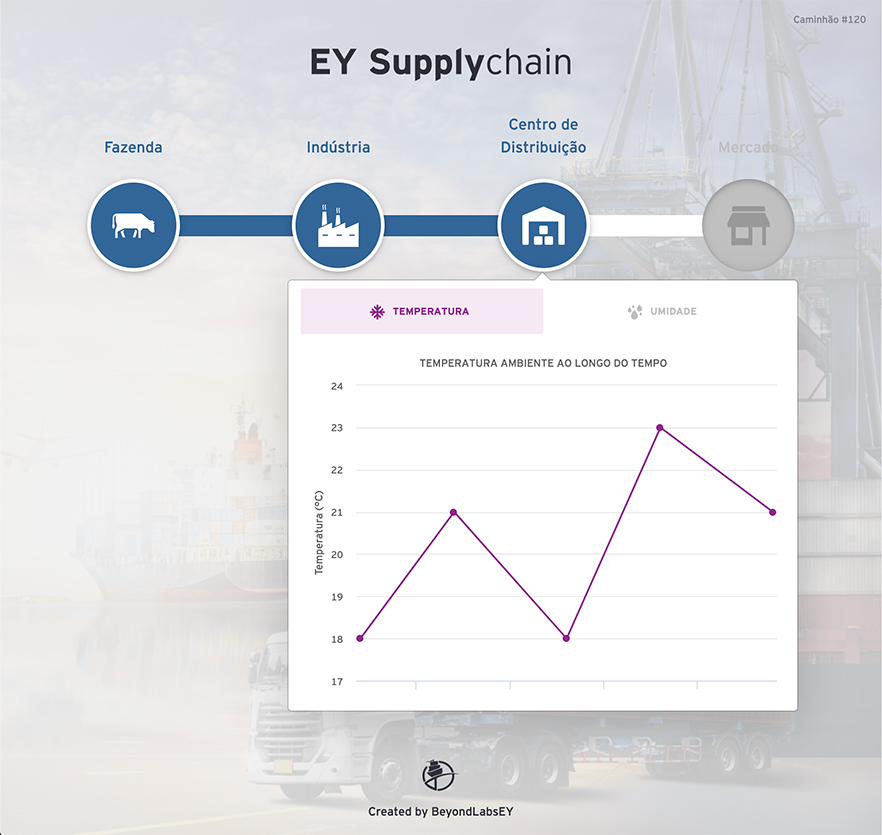 Caminhão #120
EY Supplychain
Fazenda
Indústria
Centro de
Distribuição
Mercado
TEMPERATURA
UMIDADE
TEMPERATURA AMBIENTE AO LONGO DO TEMPO
Temperatura (°C)
24
23
22
21
20
19
18
17
Created by BeyondLabsEY